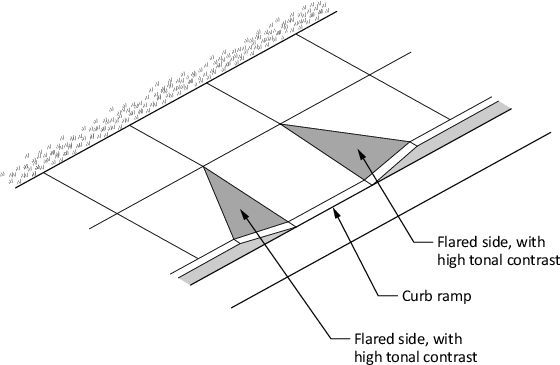 Flared side, with
high tonal contrast
Curb ramp
Flared side, with
high tonal contrast